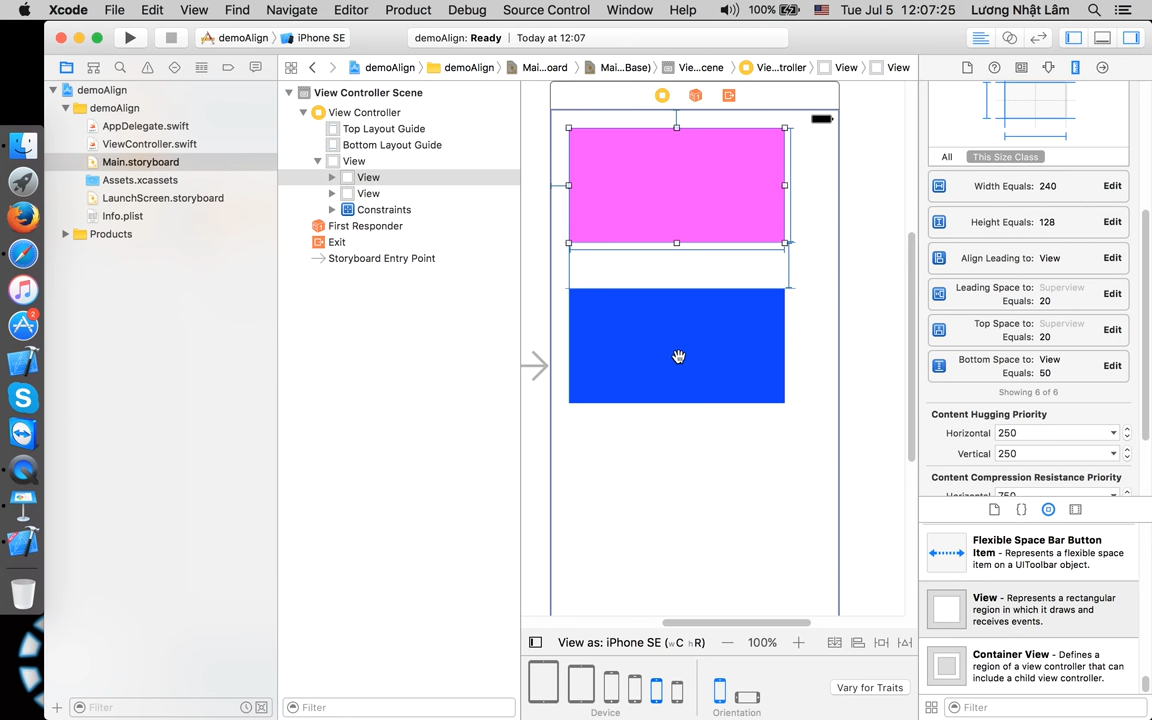 Xcode File Edit View Find Navigate Editor Product Debug Source Control Window Help 100% Tue Jul 5 12:07:25 Lương Nhật Lâm
demoAlign iPhone SE demoAlign: Ready Today at 12:07
demoAlign demoAlign Mai...oard Mai...Base) Vie...cene Vie...troller View View
demoAlign
demoAlign
AppDelegate.swift
ViewController.swift
Main.storyboard
Assets.xcassets
LaunchScreen.storyboard
Info.plist
Products
View Controller Scene
View Controller
Top Layout Guide
Bottom Layout Guide
View
View
View
Constraints
First Responder
Exit
Storyboard Entry Point
All This Size Class
Width Equals: 240 Edit
Height Equals: 128 Edit
Align Leading to: View Edit
Leading Space to: Superview
Equals: 20 Edit
Top Space to: Superview
Equals: 20 Edit
Bottom Space to: View
Equals: 50 Edit
Showing 6 of 6
Content Hugging Priority
Horizontal 250
Vertical 250
Content Compression Resistance Priority
Horizontal 750
Flexible Space Bar Button
Item - Represents a flexible space
item on a UIToolbar object.
View - Represents a rectangular
region in which it draws and
receives events.
Container View - Defines a
region of a view controller that can
include a child view controller.
View as: iPhone SE (wC hR) 100%
Device Orientation
Vary for Traits
Filter
Filter
Filter
2